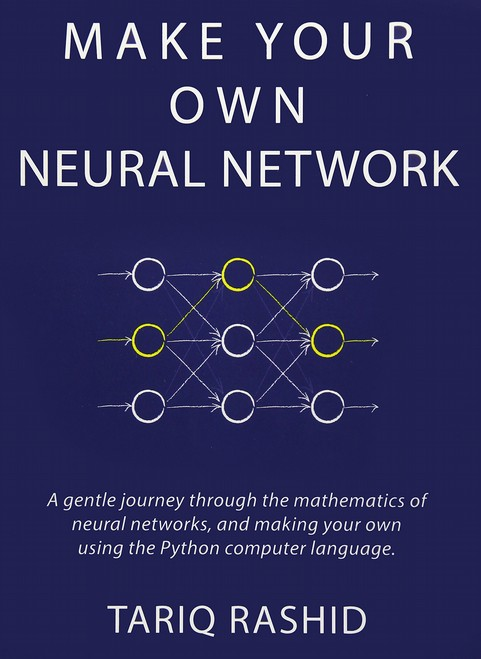 MAKE YOUR
OWN
NEURAL NETWORK
A gentle journey through the mathematics of
neural networks, and making your own
using the Python computer language.
TARIQ RASHID